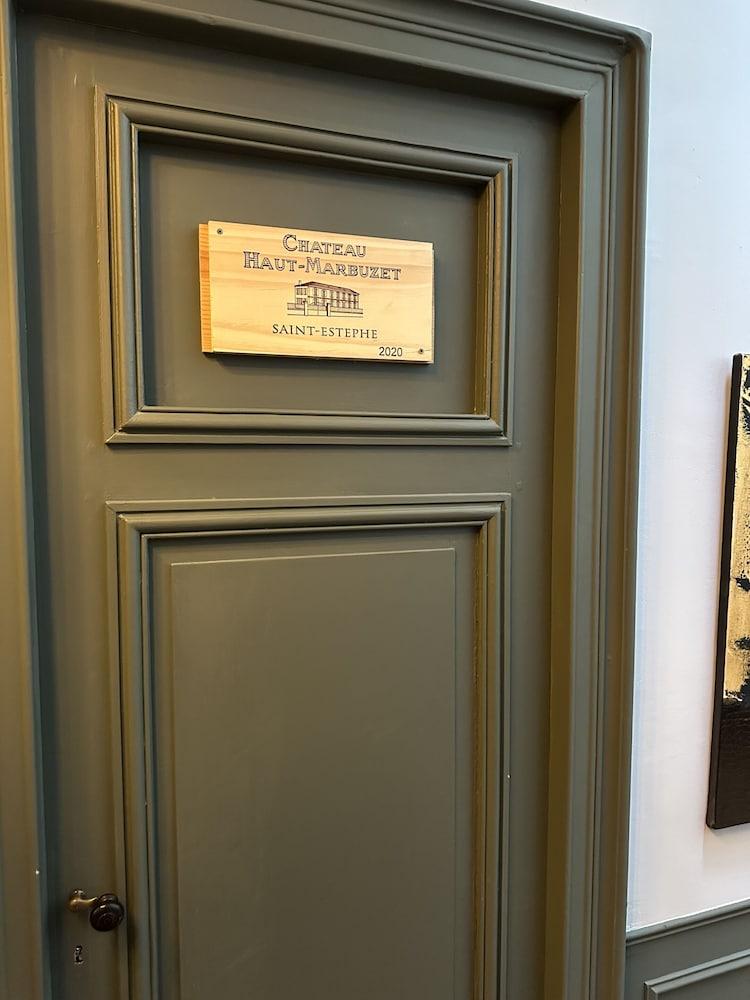 CHATEAU
HAUT-MARBUZET
SAINT-ESTEPHE
2020